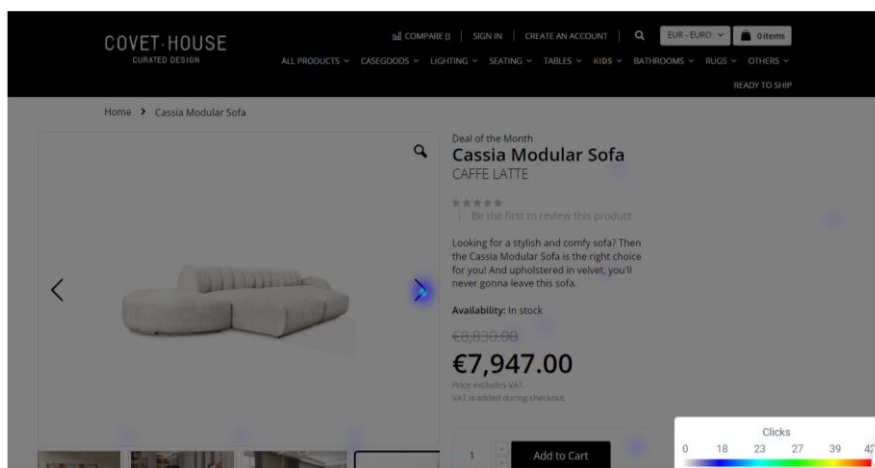 COVET·HOUSE
CURATED DESIGN
COMPARE () SIGN IN CREATE AN ACCOUNT EUR - EURO 0 items
ALL PRODUCTS CASEGOODS LIGHTING SEATING TABLES KIDS BATHROOMS RUGS OTHERS
READY TO SHIP
Home > Cassia Modular Sofa
Deal of the Month
Cassia Modular Sofa
CAFFE LATTE
Be the first to review this product
Looking for a stylish and comfy sofa? Then
the Cassia Modular Sofa is the right choice
for you! And upholstered in velvet, you'll
never gonna leave this sofa.
Availability: In stock
€8,830.00
€7,947.00
Price excludes VAT.
VAT is added during checkout.
1 Add to Cart
Clicks
0 18 23 27 39